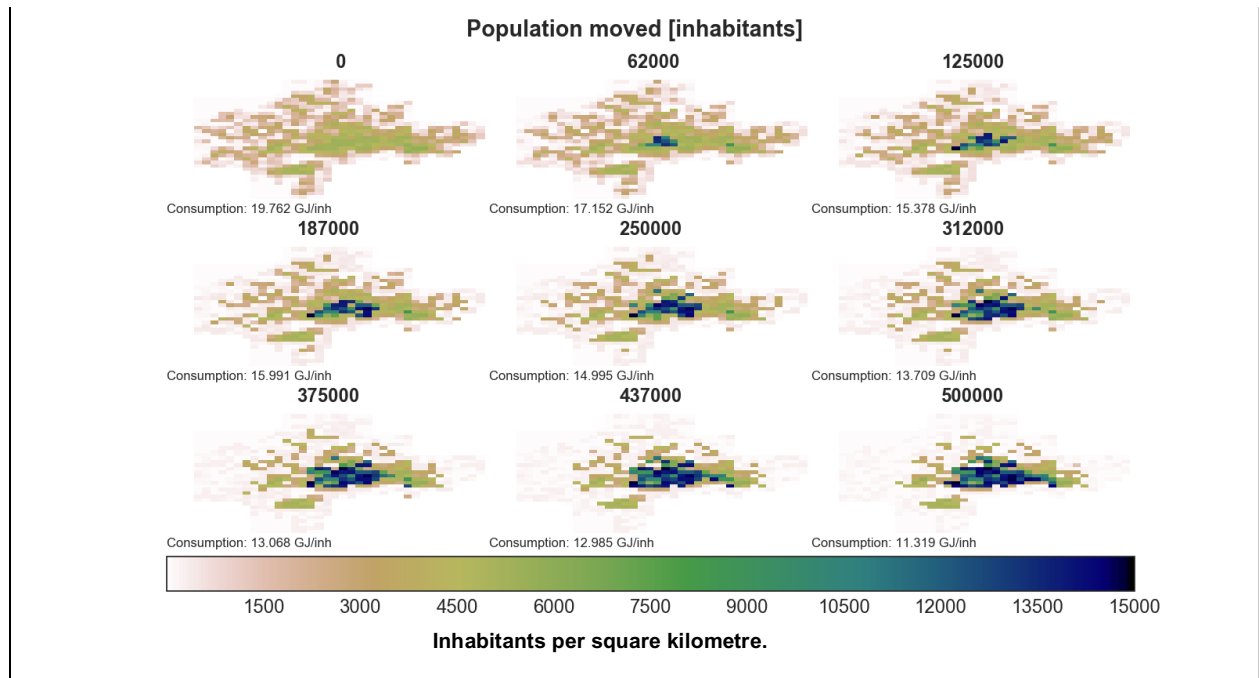 Population moved [inhabitants]
0 62000 125000
Consumption: 19.762 GJ/inh Consumption: 17.152 GJ/inh Consumption: 15.378 GJ/inh
187000 250000 312000
Consumption: 15.991 GJ/inh Consumption: 14.995 GJ/inh Consumption: 13.709 GJ/inh
375000 437000 500000
Consumption: 13.068 GJ/inh Consumption: 12.985 GJ/inh Consumption: 11.319 GJ/inh
1500 3000 4500 6000 7500 9000 10500 12000 13500 15000
Inhabitants per square kilometre.